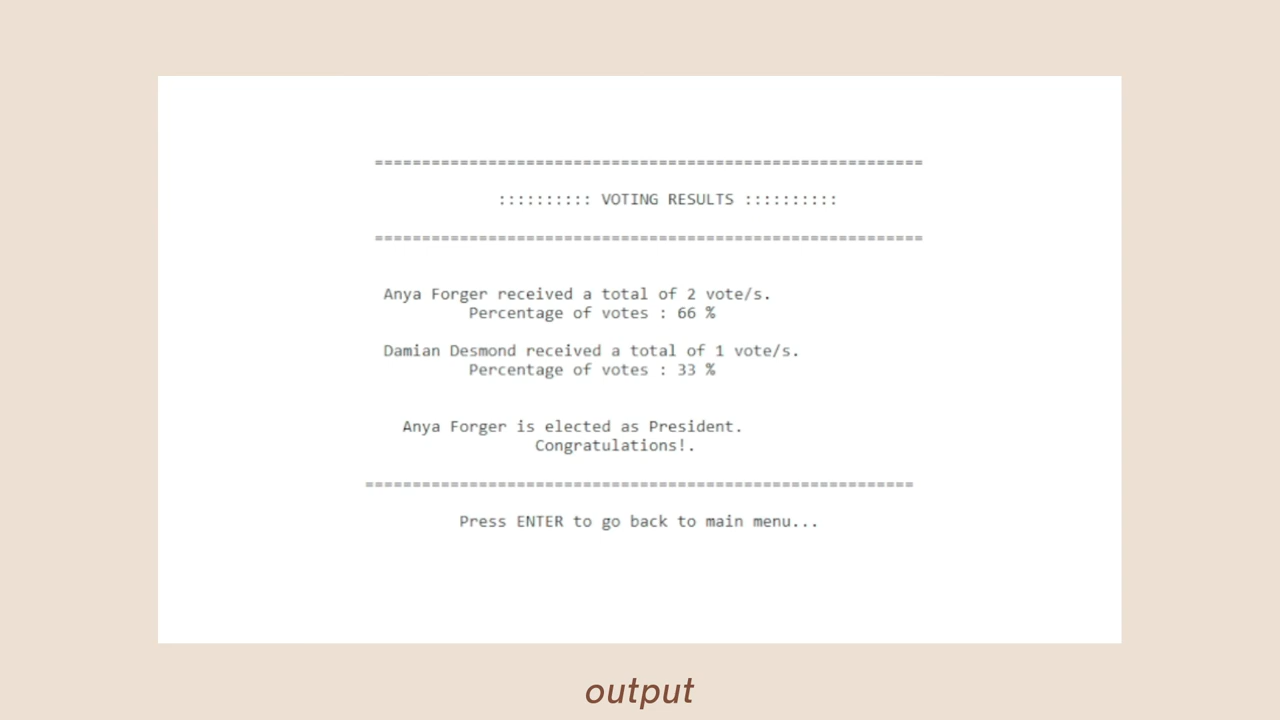 ==========================================================
:::::::::: VOTING RESULTS ::::::::::
==========================================================
Anya Forger received a total of 2 vote/s.
Percentage of votes : 66 %
Damian Desmond received a total of 1 vote/s.
Percentage of votes : 33 %
Anya Forger is elected as President.
Congratulations!.
==========================================================
Press ENTER to go back to main menu...
output